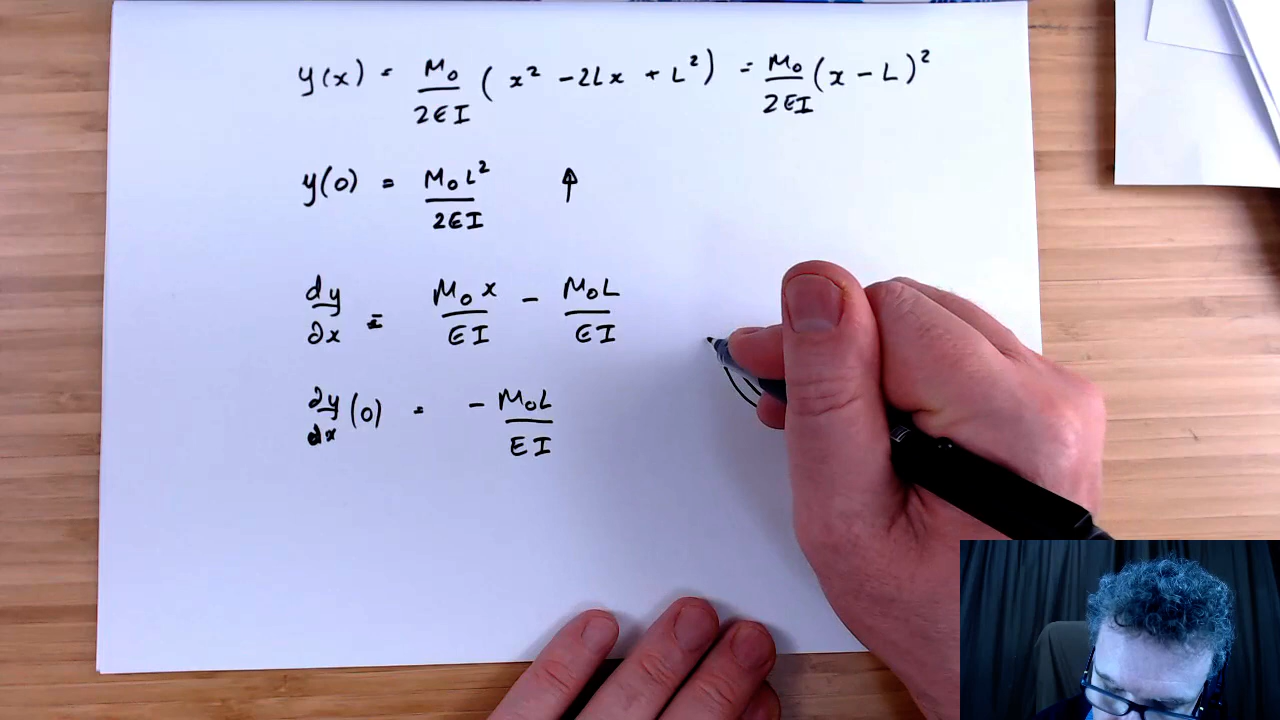 y(x) = M₀/2EI ( x² - 2Lx + L² ) = M₀/2EI (x - L)²
y(0) = M₀L²/2EI ↑
dy/dx = M₀x/EI - M₀L/EI
dy/dx (0) = - M₀L/EI